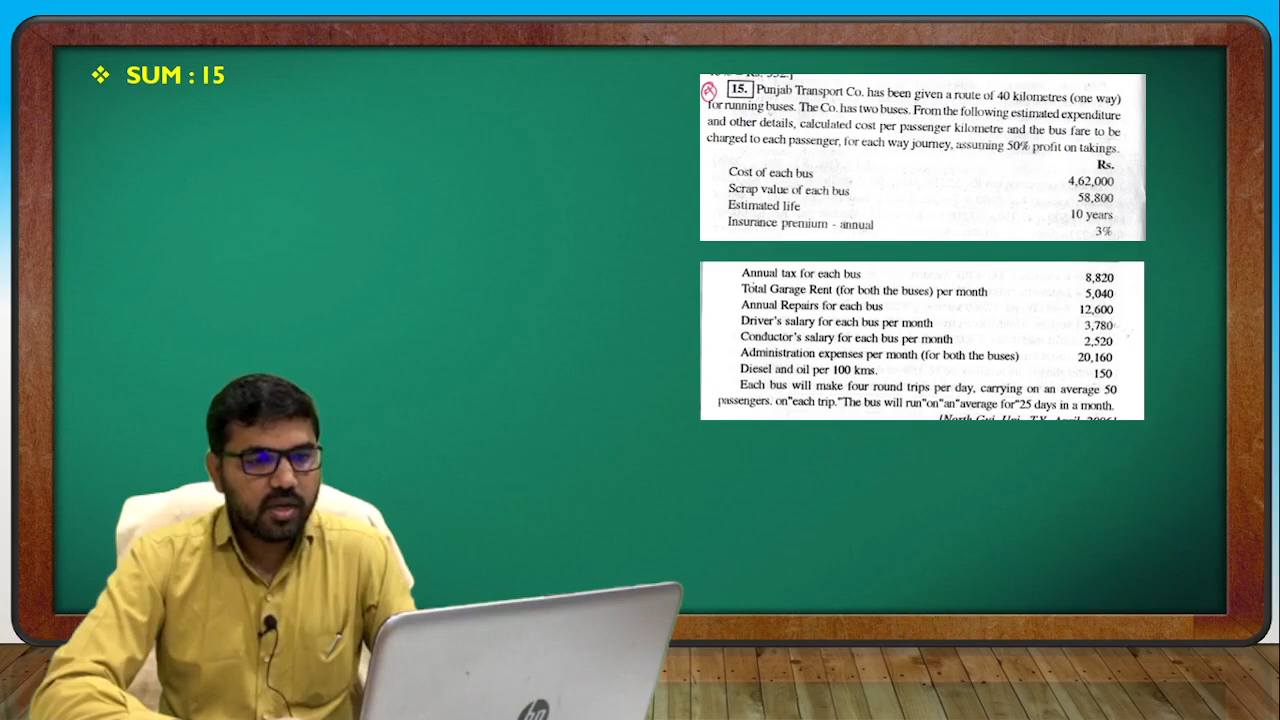 ❖ SUM : 15
15. Punjab Transport Co. has been given a route of 40 kilometres (one way)
for running buses. The Co. has two buses. From the following estimated expenditure
and other details, calculated cost per passenger kilometre and the bus fare to be
charged to each passenger, for each way journey, assuming 50% profit on takings.
Rs.
Cost of each bus 4,62,000
Scrap value of each bus 58,800
Estimated life 10 years
Insurance premium - annual 3%
Annual tax for each bus 8,820
Total Garage Rent (for both the buses) per month 5,040
Annual Repairs for each bus 12,600
Driver's salary for each bus per month 3,780
Conductor's salary for each bus per month 2,520
Administration expenses per month (for both the buses) 20,160
Diesel and oil per 100 kms. 150
Each bus will make four round trips per day, carrying on an average 50
passengers. on"each trip."The bus will run"on"an"average for"25 days in a month.
hp